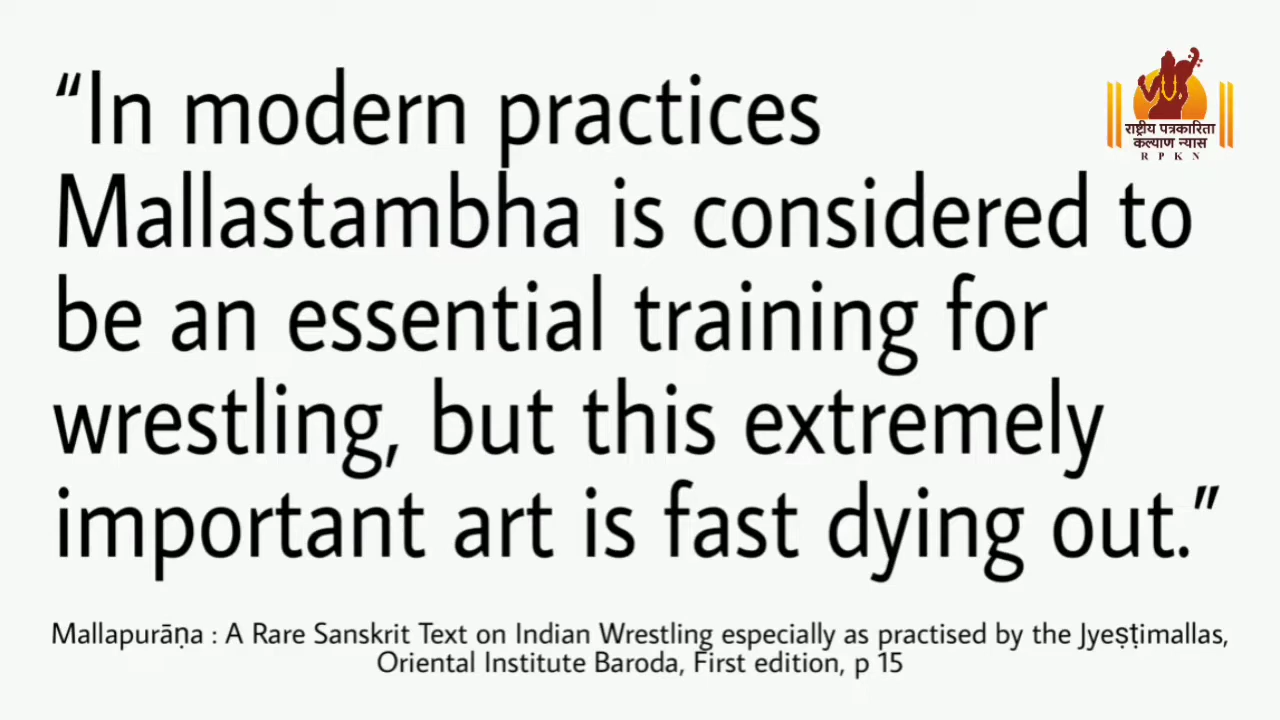 “In modern practices
Mallastambha is considered to
be an essential training for
wrestling, but this extremely
important art is fast dying out.”
राष्ट्रीय पत्रकारिता
कल्याण न्यास
R P K N
Mallapurāṇa : A Rare Sanskrit Text on Indian Wrestling especially as practised by the Jyeṣṭimallas,
Oriental Institute Baroda, First edition, p 15